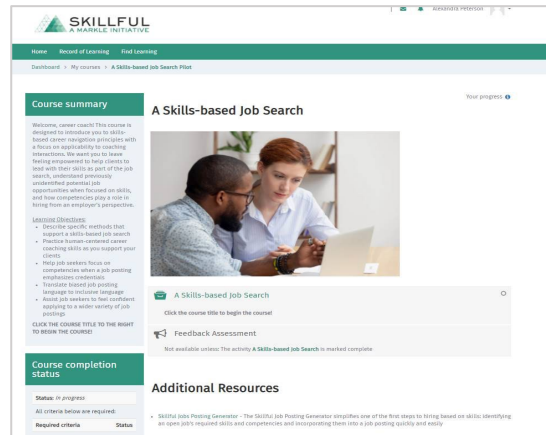 Alexandra Peterson
SKILLFUL
A MARKLE INITIATIVE
Home Record of Learning Find Learning
Dashboard > My courses > A Skills-based Job Search Pilot
Course summary
Welcome, career coach! This course is
designed to introduce you to skills-
based career navigation principles with
a focus on applicability to coaching
interactions. We want you to leave
feeling empowered to help clients to
lead with their skills as part of the job
search, understand previously
unidentified potential job
opportunities when focused on skills,
and how competencies play a role in
hiring from an employer's perspective.
Learning Objectives:
• Describe specific methods that
support a skills-based job search
• Practice human-centered career
coaching skills as you support your
clients
• Help job seekers focus on
competencies when a job posting
emphasizes credentials
• Translate biased job posting
language to inclusive language
• Assist job seekers to feel confident
applying to a wider variety of job
postings
CLICK THE COURSE TITLE TO THE RIGHT
TO BEGIN THE COURSE!
Course completion
status
Status: In progress
All criteria below are required:
Required criteria Status
Your progress
A Skills-based Job Search
A Skills-based Job Search
Click the course title to begin the course!
Feedback Assessment
Not available unless: The activity A Skills-based Job Search is marked complete
Additional Resources
• Skillful Jobs Posting Generator - The Skillful Job Posting Generator simplifies one of the first steps to hiring based on skills: identifying
an open job's required skills and competencies and incorporating them into a job posting quickly and easily